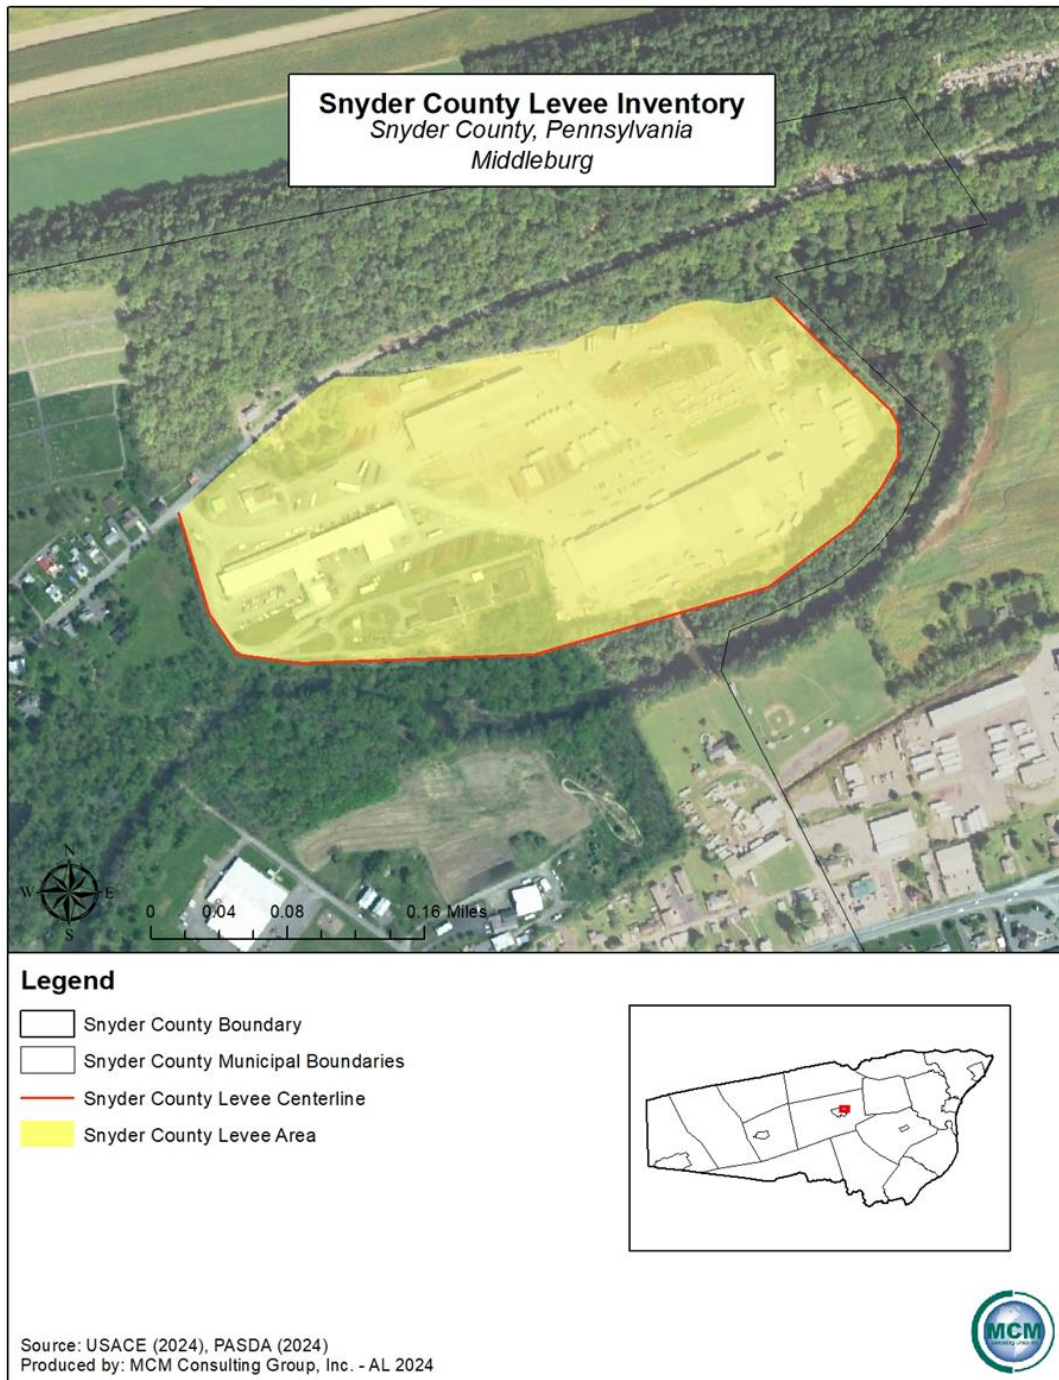 Snyder County Levee Inventory
Snyder County, Pennsylvania
Middleburg
N
W E
S
0 0.04 0.08 0.16 Miles
Legend
Snyder County Boundary
Snyder County Municipal Boundaries
Snyder County Levee Centerline
Snyder County Levee Area
MCM
Source: USACE (2024), PASDA (2024)
Produced by: MCM Consulting Group, Inc. - AL 2024